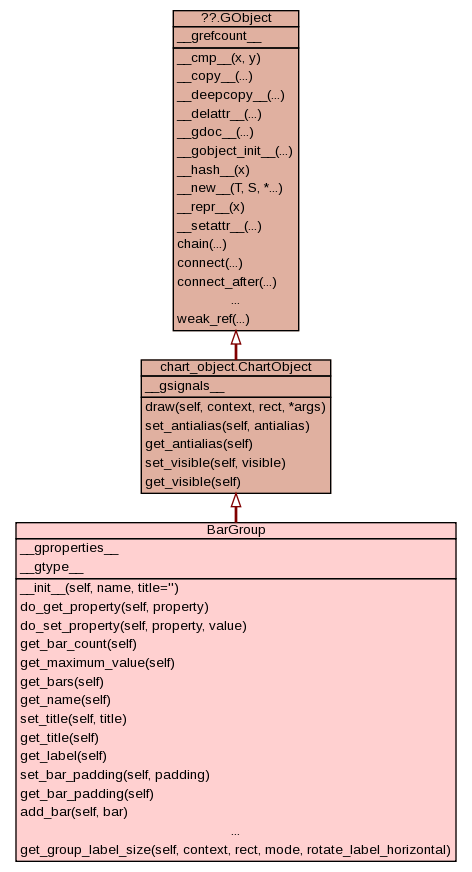 ??.GObject
__grefcount__
__cmp__(x, y)
__copy__(...)
__deepcopy__(...)
__delattr__(...)
__gdoc__(...)
__gobject_init__(...)
__hash__(x)
__new__(T, S, *...)
__repr__(x)
__setattr__(...)
chain(...)
connect(...)
connect_after(...)
...
weak_ref(...)
chart_object.ChartObject
__gsignals__
draw(self, context, rect, *args)
set_antialias(self, antialias)
get_antialias(self)
set_visible(self, visible)
get_visible(self)
BarGroup
__gproperties__
__gtype__
__init__(self, name, title='')
do_get_property(self, property)
do_set_property(self, property, value)
get_bar_count(self)
get_maximum_value(self)
get_bars(self)
get_name(self)
set_title(self, title)
get_title(self)
get_label(self)
set_bar_padding(self, padding)
get_bar_padding(self)
add_bar(self, bar)
...
get_group_label_size(self, context, rect, mode, rotate_label_horizontal)